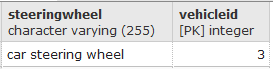 steeringwheel vehicleid
character varying (255) [PK] integer
car steering wheel 3